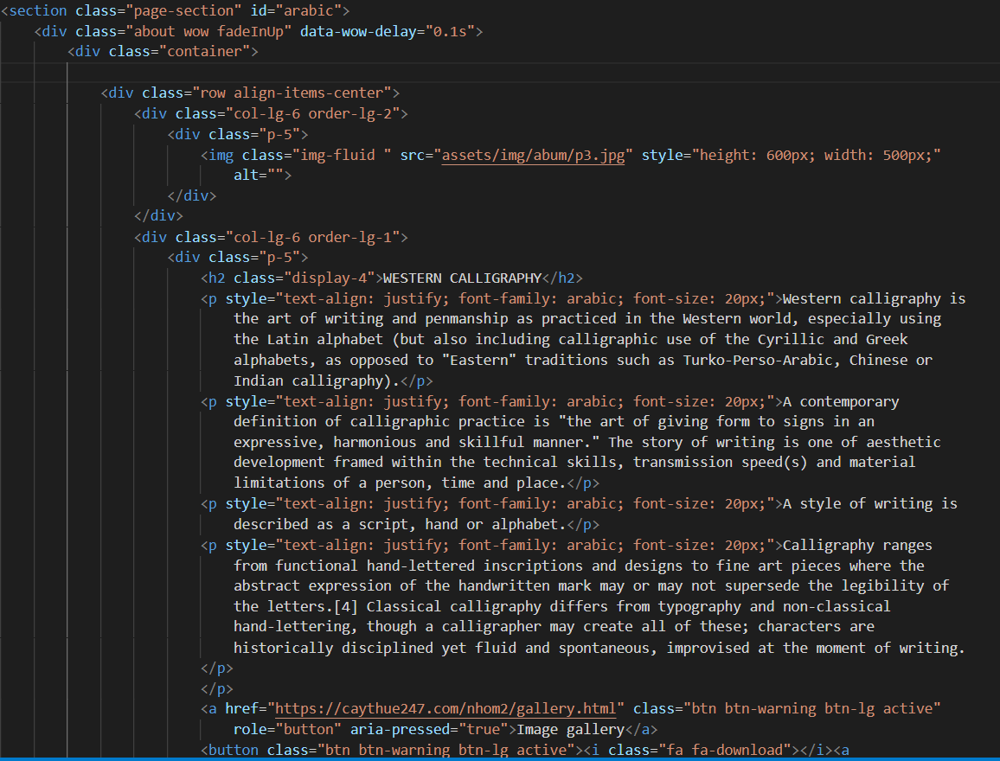 <section class="page-section" id="arabic">
<div class="about wow fadeInUp" data-wow-delay="0.1s">
<div class="container">
<div class="row align-items-center">
<div class="col-lg-6 order-lg-2">
<div class="p-5">
<img class="img-fluid " src="assets/img/abum/p3.jpg" style="height: 600px; width: 500px;"
alt="">
</div>
</div>
<div class="col-lg-6 order-lg-1">
<div class="p-5">
<h2 class="display-4">WESTERN CALLIGRAPHY</h2>
<p style="text-align: justify; font-family: arabic; font-size: 20px;">Western calligraphy is
the art of writing and penmanship as practiced in the Western world, especially using
the Latin alphabet (but also including calligraphic use of the Cyrillic and Greek
alphabets, as opposed to "Eastern" traditions such as Turko-Perso-Arabic, Chinese or
Indian calligraphy).</p>
<p style="text-align: justify; font-family: arabic; font-size: 20px;">A contemporary
definition of calligraphic practice is "the art of giving form to signs in an
expressive, harmonious and skillful manner." The story of writing is one of aesthetic
development framed within the technical skills, transmission speed(s) and material
limitations of a person, time and place.</p>
<p style="text-align: justify; font-family: arabic; font-size: 20px;">A style of writing is
described as a script, hand or alphabet.</p>
<p style="text-align: justify; font-family: arabic; font-size: 20px;">Calligraphy ranges
from functional hand-lettered inscriptions and designs to fine art pieces where the
abstract expression of the handwritten mark may or may not supersede the legibility of
the letters.[4] Classical calligraphy differs from typography and non-classical
hand-lettering, though a calligrapher may create all of these; characters are
historically disciplined yet fluid and spontaneous, improvised at the moment of writing.
</p>
</p>
<a href="https://caythue247.com/nhom2/gallery.html" class="btn btn-warning btn-lg active"
role="button" aria-pressed="true">Image gallery</a>
<button class="btn btn-warning btn-lg active"><i class="fa fa-download"></i><a